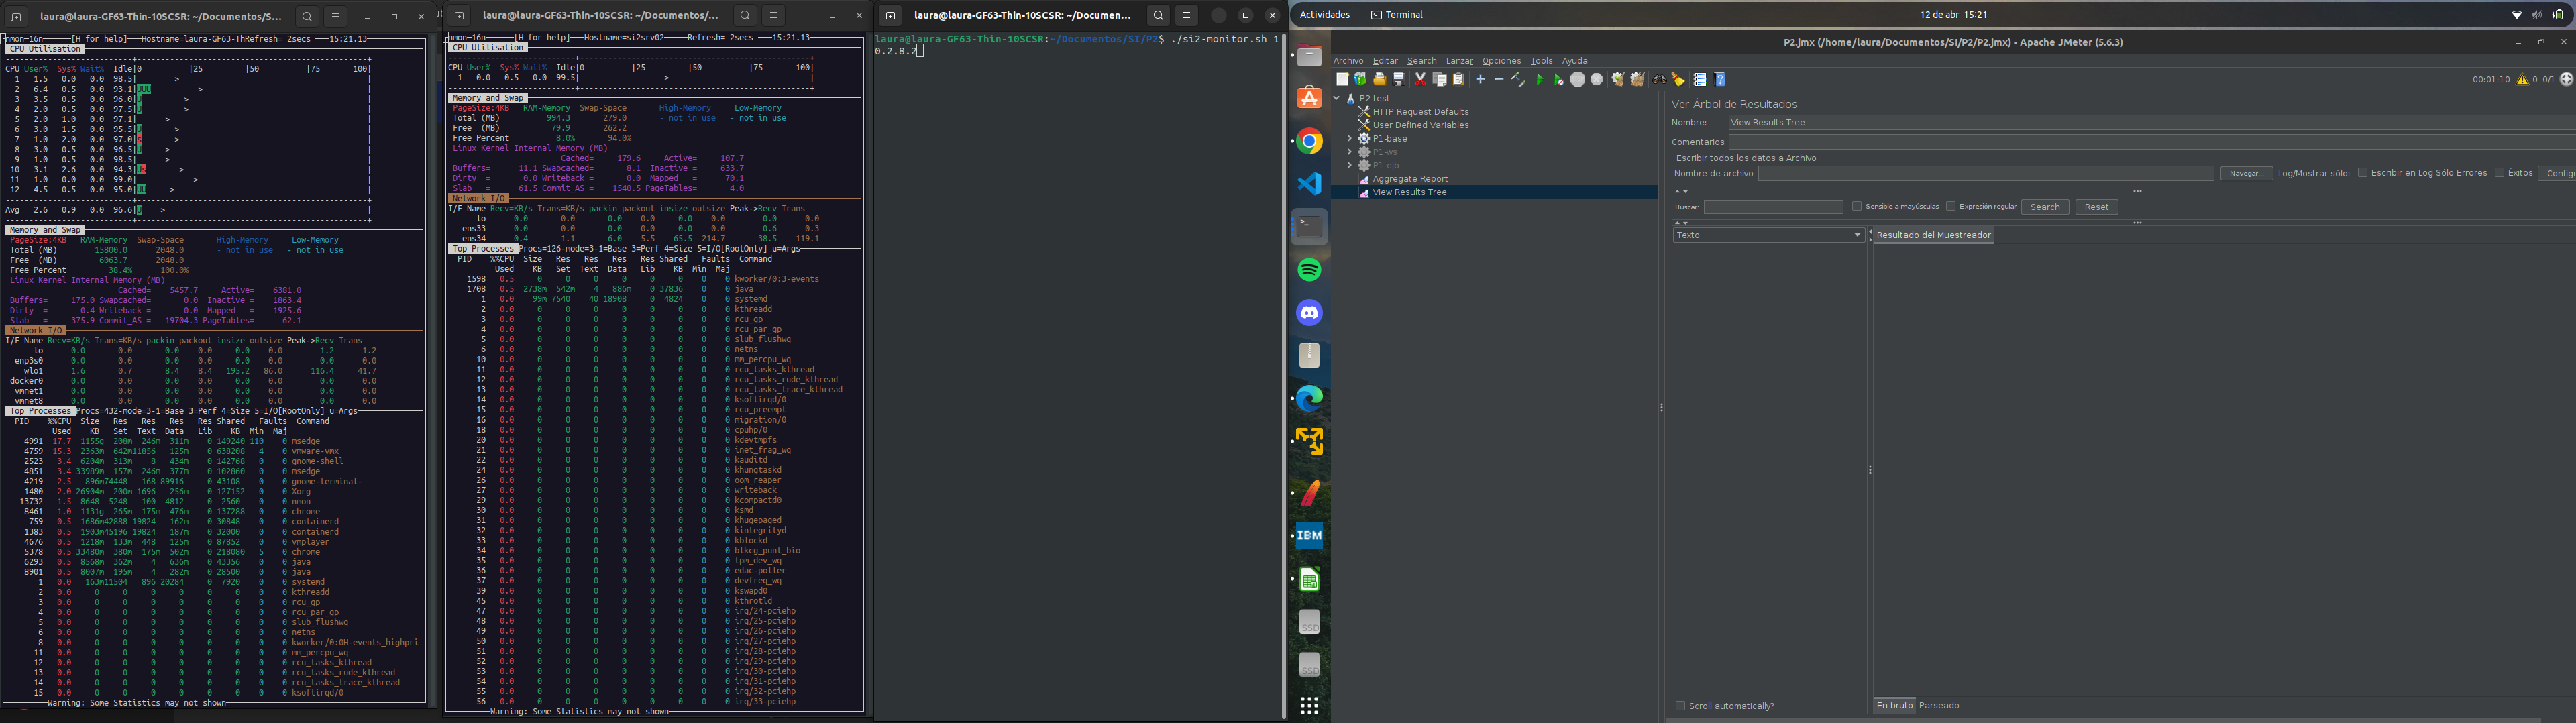 laura@laura-GF63-Thin-10SCSR: ~/Documentos/S...
nmon-16n [H for help] Hostname=laura-GF63-ThRefresh= 2secs 15:21.13
CPU Utilisation
CPU User% Sys% Wait% Idle|0 |25 |50 |75 100|
1 1.5 0.0 0.0 98.5| > |
2 6.4 0.5 0.0 93.1|UUU > |
3 3.5 0.5 0.0 96.0|U > |
4 2.0 0.5 0.0 97.5|U > |
5 2.0 1.0 0.0 97.1| > |
6 3.0 1.5 0.0 95.5|U > |
7 1.0 2.0 0.0 97.0|s > |
8 3.0 0.5 0.0 96.5|U > |
9 1.0 0.5 0.0 98.5| > |
10 3.1 2.6 0.0 94.3|Us > |
11 1.0 0.0 0.0 99.0| > |
12 4.5 0.5 0.0 95.0|UU > |
Avg 2.6 0.9 0.0 96.6|U > |
Memory and Swap
PageSize:4KB RAM-Memory Swap-Space High-Memory Low-Memory
Total (MB) 15800.0 2048.0 - not in use - not in use
Free (MB) 6063.7 2048.0
Free Percent 38.4% 100.0%
Linux Kernel Internal Memory (MB)
Cached= 5457.7 Active= 6381.0
Buffers= 175.0 Swapcached= 0.0 Inactive = 1863.4
Dirty = 0.4 Writeback = 0.0 Mapped = 1925.6
Slab = 375.9 Commit_AS = 19704.3 PageTables= 62.1
Network I/O
I/F Name Recv=KB/s Trans=KB/s packin packout insize outsize Peak->Recv Trans
lo 0.0 0.0 0.0 0.0 0.0 0.0 1.2 1.2
enp3s0 0.0 0.0 0.0 0.0 0.0 0.0 0.0 0.0
wlo1 1.6 0.7 8.4 8.4 195.2 86.0 116.4 41.7
docker0 0.0 0.0 0.0 0.0 0.0 0.0 0.0 0.0
vmnet1 0.0 0.0 0.0 0.0 0.0 0.0 0.0 0.0
vmnet8 0.0 0.0 0.0 0.0 0.0 0.0 0.0 0.0
Top Processes Procs=432-mode=3-1=Base 3=Perf 4=Size 5=I/O[RootOnly] u=Args
PID %CPU Size Res Res Res Res Shared Faults Command
Used KB Set Text Data Lib KB Min Maj
4991 17.7 1155g 208m 246m 311m 0 149240 110 0 msedge
4759 15.3 2363m 642m11856 125m 0 638208 4 0 vmware-vmx
2523 3.4 6204m 313m 8 434m 0 142768 0 0 gnome-shell
4851 3.4 33989m 157m 246m 377m 0 102860 0 0 msedge
4219 2.5 896m74448 168 89916 0 43108 0 0 gnome-terminal-
1480 2.0 26904m 200m 1696 256m 0 127152 0 0 Xorg
13732 1.5 8648 5248 100 4812 0 2560 0 0 nmon
8461 1.0 1131g 265m 175m 476m 0 137288 0 0 chrome
759 0.5 1686m42888 19824 162m 0 30848 0 0 containerd
1383 0.5 1903m45196 19824 187m 0 32000 0 0 containerd
4676 0.5 1218m 133m 448 125m 0 87852 0 0 vmplayer
5378 0.5 33480m 380m 175m 502m 0 218080 5 0 chrome
6293 0.5 8568m 362m 4 636m 0 43356 0 0 java
8901 0.5 8007m 195m 4 282m 0 28500 0 0 java
1 0.0 163m11504 896 20284 0 7920 0 0 systemd
2 0.0 0 0 0 0 0 0 0 0 kthreadd
3 0.0 0 0 0 0 0 0 0 0 rcu_gp
4 0.0 0 0 0 0 0 0 0 0 rcu_par_gp
5 0.0 0 0 0 0 0 0 0 0 slub_flushwq
6 0.0 0 0 0 0 0 0 0 0 netns
8 0.0 0 0 0 0 0 0 0 0 kworker/0:0H-events_highpri
11 0.0 0 0 0 0 0 0 0 0 mm_percpu_wq
12 0.0 0 0 0 0 0 0 0 0 rcu_tasks_kthread
13 0.0 0 0 0 0 0 0 0 0 rcu_tasks_rude_kthread
14 0.0 0 0 0 0 0 0 0 0 rcu_tasks_trace_kthread
15 0.0 0 0 0 0 0 0 0 0 ksoftirqd/0
Warning: Some Statistics may not shown
laura@laura-GF63-Thin-10SCSR: ~/Documentos/...
nmon-16n [H for help] Hostname=si2srv02 Refresh= 2secs 15:21.13
CPU Utilisation
CPU User% Sys% Wait% Idle|0 |25 |50 |75 100|
1 0.0 0.5 0.0 99.5| > |
Memory and Swap
PageSize:4KB RAM-Memory Swap-Space High-Memory Low-Memory
Total (MB) 994.3 279.0 - not in use - not in use
Free (MB) 79.9 262.2
Free Percent 8.0% 94.0%
Linux Kernel Internal Memory (MB)
Cached= 179.6 Active= 107.7
Buffers= 11.1 Swapcached= 8.1 Inactive = 633.7
Dirty = 0.0 Writeback = 0.0 Mapped = 70.1
Slab = 61.5 Commit_AS = 1540.5 PageTables= 4.0
Network I/O
I/F Name Recv=KB/s Trans=KB/s packin packout insize outsize Peak->Recv Trans
lo 0.0 0.0 0.0 0.0 0.0 0.0 0.6 0.3
ens33 0.0 0.0 0.0 0.0 0.0 0.0 0.6 0.3
ens34 0.4 1.1 6.0 5.5 65.5 214.7 38.5 119.1
Top Processes Procs=126-mode=3-1=Base 3=Perf 4=Size 5=I/O[RootOnly] u=Args
PID %CPU Size Res Res Res Res Shared Faults Command
Used KB Set Text Data Lib KB Min Maj
1598 0.5 0 0 0 0 0 0 0 0 kworker/0:3-events
1708 0.5 2738m 542m 4 886m 0 37836 0 0 java
1 0.0 99m 7540 40 18908 0 4824 0 0 systemd
2 0.0 0 0 0 0 0 0 0 0 kthreadd
3 0.0 0 0 0 0 0 0 0 0 rcu_gp
4 0.0 0 0 0 0 0 0 0 0 rcu_par_gp
5 0.0 0 0 0 0 0 0 0 0 slub_flushwq
6 0.0 0 0 0 0 0 0 0 0 netns
10 0.0 0 0 0 0 0 0 0 0 mm_percpu_wq
11 0.0 0 0 0 0 0 0 0 0 rcu_tasks_kthread
12 0.0 0 0 0 0 0 0 0 0 rcu_tasks_rude_kthread
13 0.0 0 0 0 0 0 0 0 0 rcu_tasks_trace_kthread
14 0.0 0 0 0 0 0 0 0 0 ksoftirqd/0
15 0.0 0 0 0 0 0 0 0 0 rcu_preempt
16 0.0 0 0 0 0 0 0 0 0 migration/0
18 0.0 0 0 0 0 0 0 0 0 cpuhp/0
20 0.0 0 0 0 0 0 0 0 0 kdevtmpfs
21 0.0 0 0 0 0 0 0 0 0 inet_frag_wq
22 0.0 0 0 0 0 0 0 0 0 kauditd
24 0.0 0 0 0 0 0 0 0 0 khungtaskd
26 0.0 0 0 0 0 0 0 0 0 oom_reaper
27 0.0 0 0 0 0 0 0 0 0 writeback
29 0.0 0 0 0 0 0 0 0 0 kcompactd0
30 0.0 0 0 0 0 0 0 0 0 ksmd
31 0.0 0 0 0 0 0 0 0 0 khugepaged
32 0.0 0 0 0 0 0 0 0 0 kintegrityd
33 0.0 0 0 0 0 0 0 0 0 kblockd
34 0.0 0 0 0 0 0 0 0 0 blkcg_punt_bio
35 0.0 0 0 0 0 0 0 0 0 tpm_dev_wq
36 0.0 0 0 0 0 0 0 0 0 edac-poller
37 0.0 0 0 0 0 0 0 0 0 devfreq_wq
39 0.0 0 0 0 0 0 0 0 0 kswapd0
45 0.0 0 0 0 0 0 0 0 0 kthrotld
47 0.0 0 0 0 0 0 0 0 0 irq/24-pciehp
48 0.0 0 0 0 0 0 0 0 0 irq/25-pciehp
49 0.0 0 0 0 0 0 0 0 0 irq/26-pciehp
50 0.0 0 0 0 0 0 0 0 0 irq/27-pciehp
51 0.0 0 0 0 0 0 0 0 0 irq/28-pciehp
52 0.0 0 0 0 0 0 0 0 0 irq/29-pciehp
53 0.0 0 0 0 0 0 0 0 0 irq/30-pciehp
54 0.0 0 0 0 0 0 0 0 0 irq/31-pciehp
55 0.0 0 0 0 0 0 0 0 0 irq/32-pciehp
56 0.0 0 0 0 0 0 0 0 0 irq/33-pciehp
Warning: Some Statistics may not shown
laura@laura-GF63-Thin-10SCSR: ~/Documen...
laura@laura-GF63-Thin-10SCSR:~/Documentos/SI/P2$ ./si2-monitor.sh 1
0.2.8.2
Actividades Terminal 12 de abr 15:21
P2.jmx (/home/laura/Documentos/SI/P2/P2.jmx) - Apache JMeter (5.6.3)
Archivo Editar Search Lanzar Opciones Tools Ayuda
00:01:10 0 0/1
P2 test
HTTP Request Defaults
User Defined Variables
P1-base
P1-ws
P1-ejb
Aggregate Report
View Results Tree
Ver Árbol de Resultados
Nombre: View Results Tree
Comentarios
Escribir todos los datos a Archivo
Nombre de archivo Navegar... Log/Mostrar sólo: Escribir en Log Sólo Errores Éxitos Configu
Buscar: Sensible a mayúsculas Expresión regular Search Reset
Texto Resultado del Muestreador
Scroll automatically? En bruto Parseado
IBM
SSD
SSD